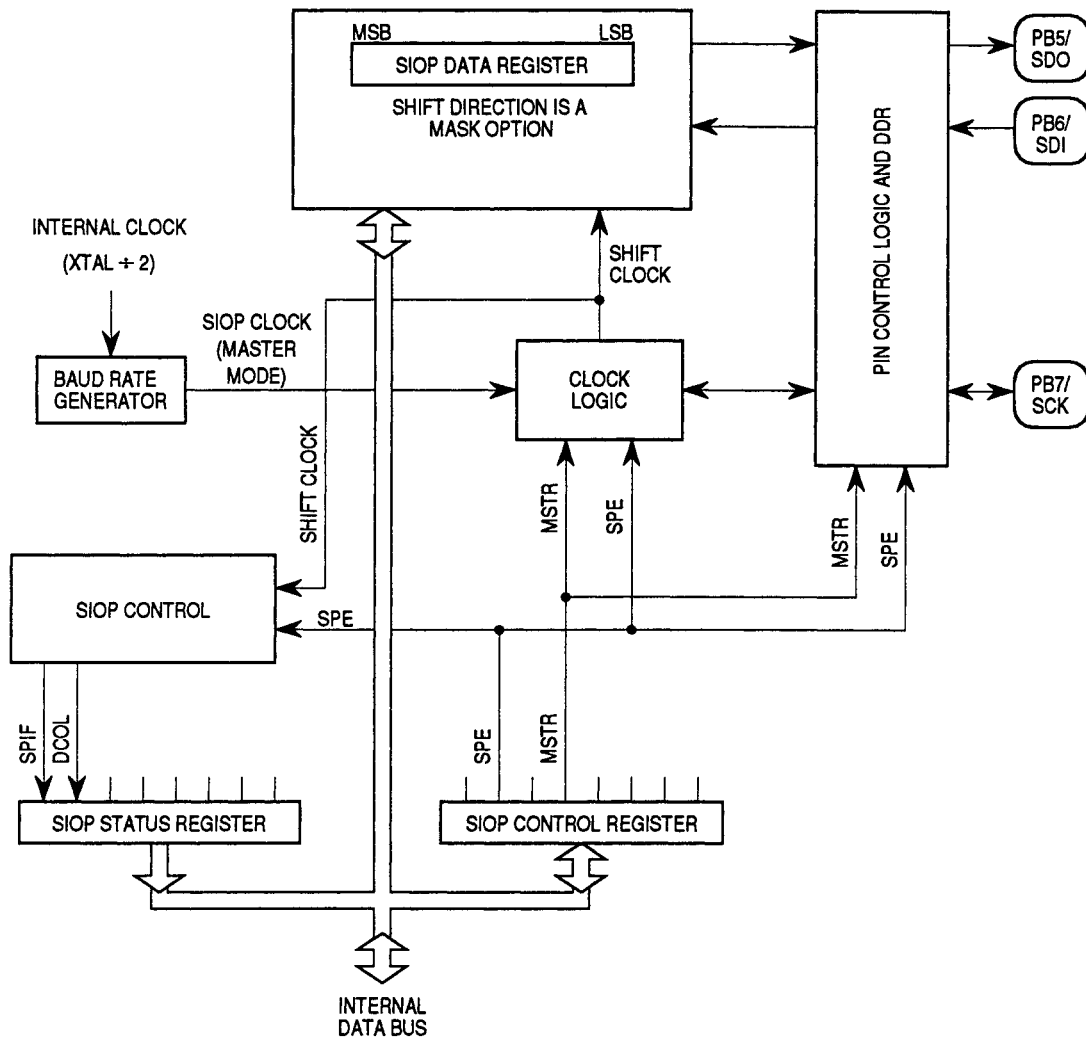 MSB
LSB
SIOP DATA REGISTER
SHIFT DIRECTION IS A
MASK OPTION
PB5/
SDO
PB6/
SDI
PIN CONTROL LOGIC AND DDR
INTERNAL CLOCK
(XTAL ÷ 2)
SHIFT
CLOCK
SIOP CLOCK
(MASTER
MODE)
BAUD RATE
GENERATOR
CLOCK
LOGIC
PB7/
SCK
SHIFT CLOCK
MSTR
SPE
MSTR
SPE
SIOP CONTROL
SPE
SPIF
DCOL
SPE
MSTR
SIOP STATUS REGISTER
SIOP CONTROL REGISTER
INTERNAL
DATA BUS